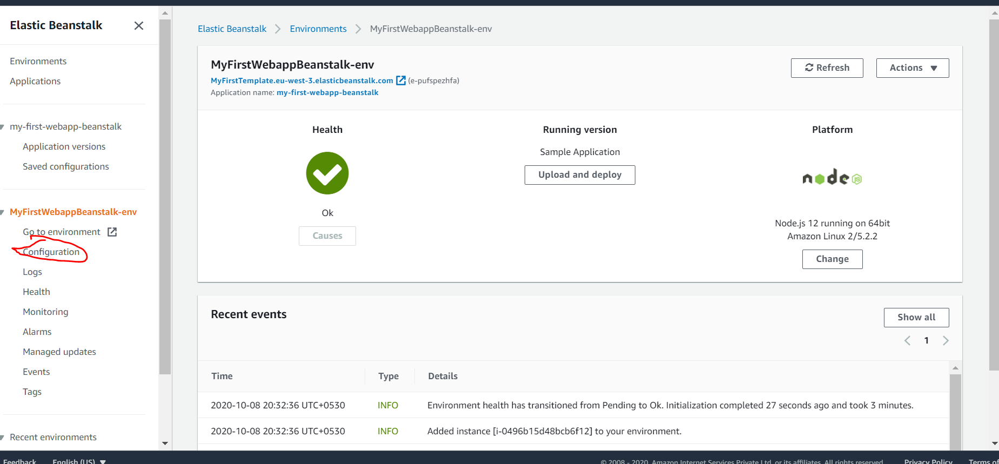 Elastic Beanstalk
Environments
Applications
my-first-webapp-beanstalk
Application versions
Saved configurations
MyFirstWebappBeanstalk-env
Go to environment
Configuration
Logs
Health
Monitoring
Alarms
Managed updates
Events
Tags
Recent environments
Elastic Beanstalk > Environments > MyFirstWebappBeanstalk-env
MyFirstWebappBeanstalk-env
MyFirstTemplate.eu-west-3.elasticbeanstalk.com (e-pufspezhfa)
Application name: my-first-webapp-beanstalk
Refresh
Actions
Health
Ok
Causes
Running version
Sample Application
Upload and deploy
Platform
node JS
Node.js 12 running on 64bit
Amazon Linux 2/5.2.2
Change
Recent events
Show all
1
Time Type Details
2020-10-08 20:32:36 UTC+0530 INFO Environment health has transitioned from Pending to Ok. Initialization completed 27 seconds ago and took 3 minutes.
2020-10-08 20:32:36 UTC+0530 INFO Added instance [i-0496b15d48bcb6f12] to your environment.
Feedback English (US) © 2008 - 2020, Amazon Internet Services Private Ltd. or its affiliates. All rights reserved. Privacy Policy Terms of